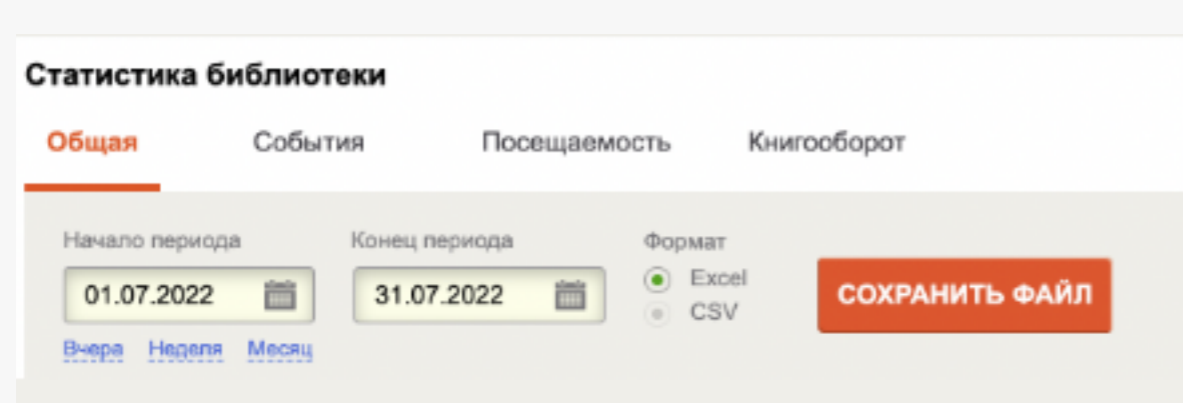 Статистика библиотеки
Общая События Посещаемость Книгооборот
Начало периода Конец периода Формат
01.07.2022 31.07.2022 Excel СОХРАНИТЬ ФАЙЛ
CSV
Вчера Неделя Месяц